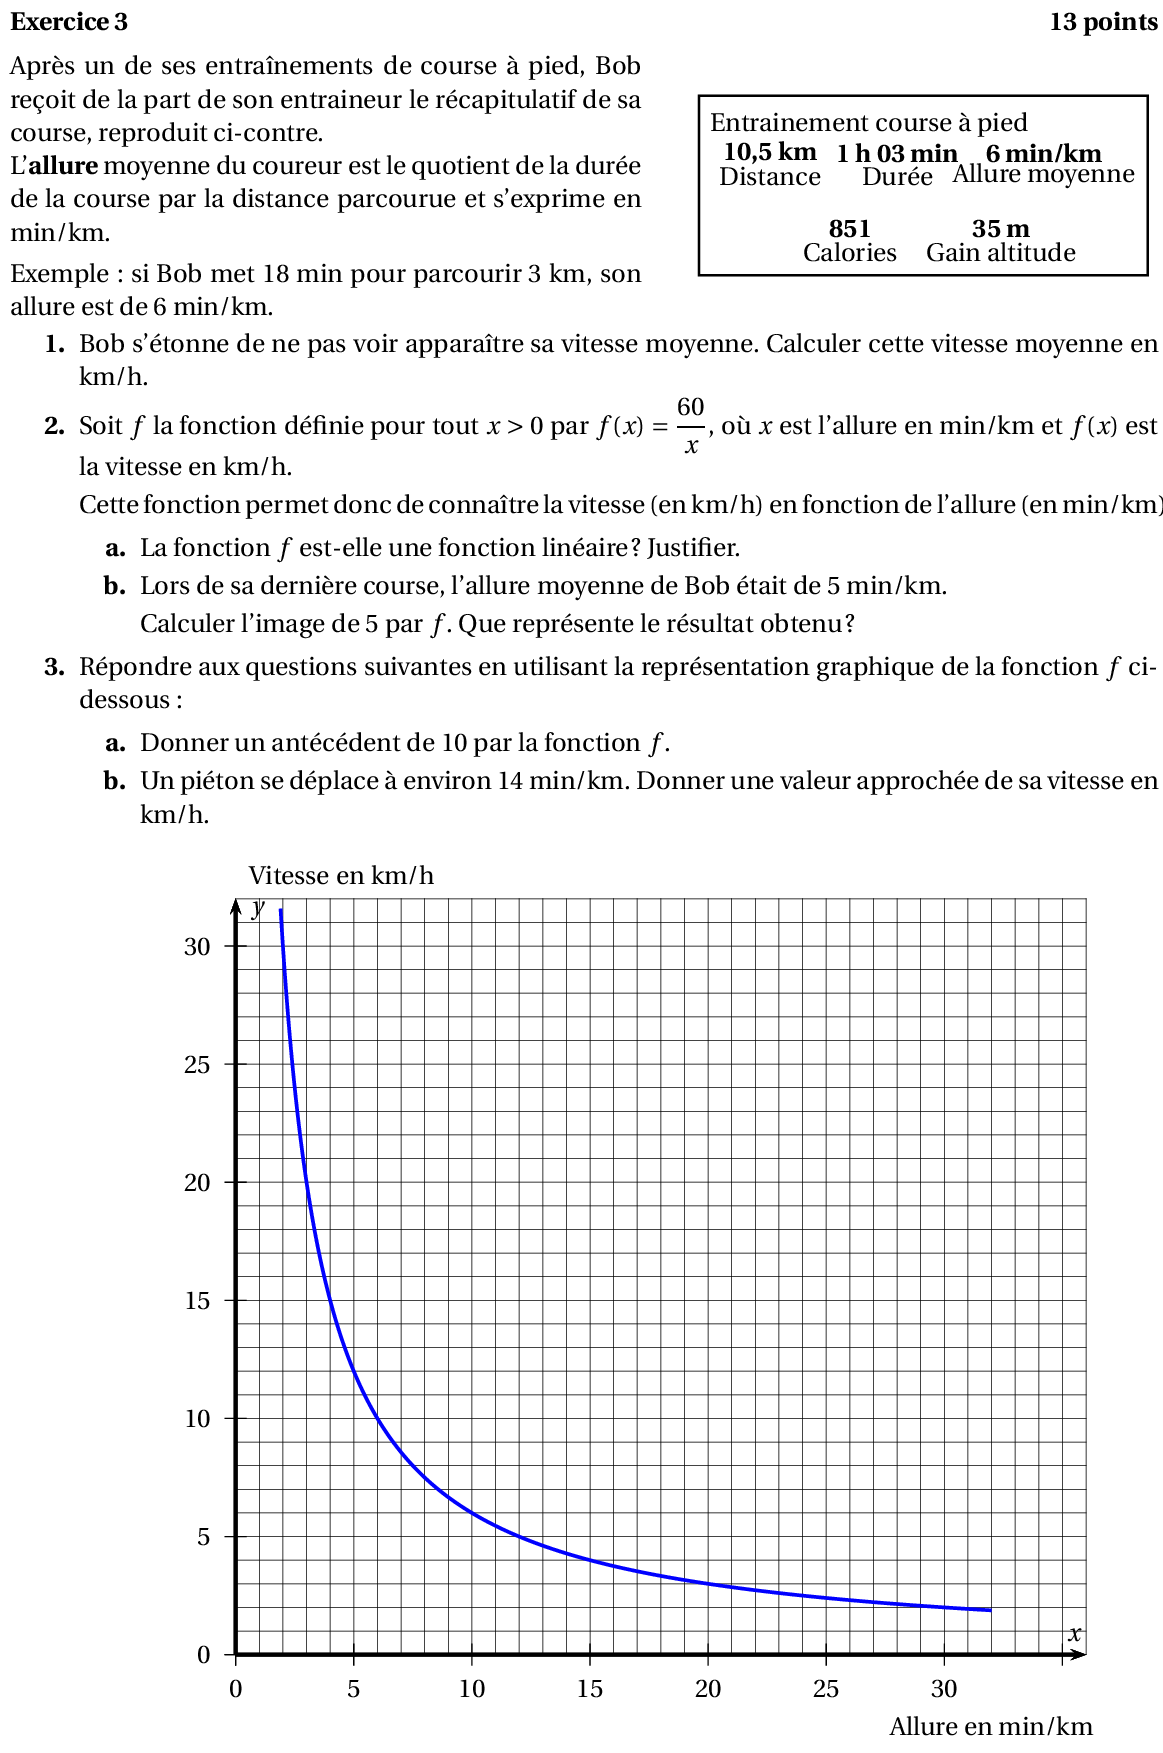 Exercice 3 13 points
Après un de ses entraînements de course à pied, Bob
reçoit de la part de son entraineur le récapitulatif de sa
course, reproduit ci-contre.
L'allure moyenne du coureur est le quotient de la durée
de la course par la distance parcourue et s'exprime en
min/km.
Exemple : si Bob met 18 min pour parcourir 3 km, son
allure est de 6 min/km.
Entrainement course à pied
10,5 km 1 h 03 min 6 min/km
Distance Durée Allure moyenne
851 35 m
Calories Gain altitude
1. Bob s'étonne de ne pas voir apparaître sa vitesse moyenne. Calculer cette vitesse moyenne en
km/h.
2. Soit f la fonction définie pour tout x > 0 par f(x) = 60/x, où x est l'allure en min/km et f(x) est
la vitesse en km/h.
Cette fonction permet donc de connaître la vitesse (en km/h) en fonction de l'allure (en min/km)
a. La fonction f est-elle une fonction linéaire? Justifier.
b. Lors de sa dernière course, l'allure moyenne de Bob était de 5 min/km.
Calculer l'image de 5 par f. Que représente le résultat obtenu?
3. Répondre aux questions suivantes en utilisant la représentation graphique de la fonction f ci-
dessous :
a. Donner un antécédent de 10 par la fonction f.
b. Un piéton se déplace à environ 14 min/km. Donner une valeur approchée de sa vitesse en
km/h.
Vitesse en km/h
y
30
25
20
15
10
5
0
x
0 5 10 15 20 25 30
Allure en min/km